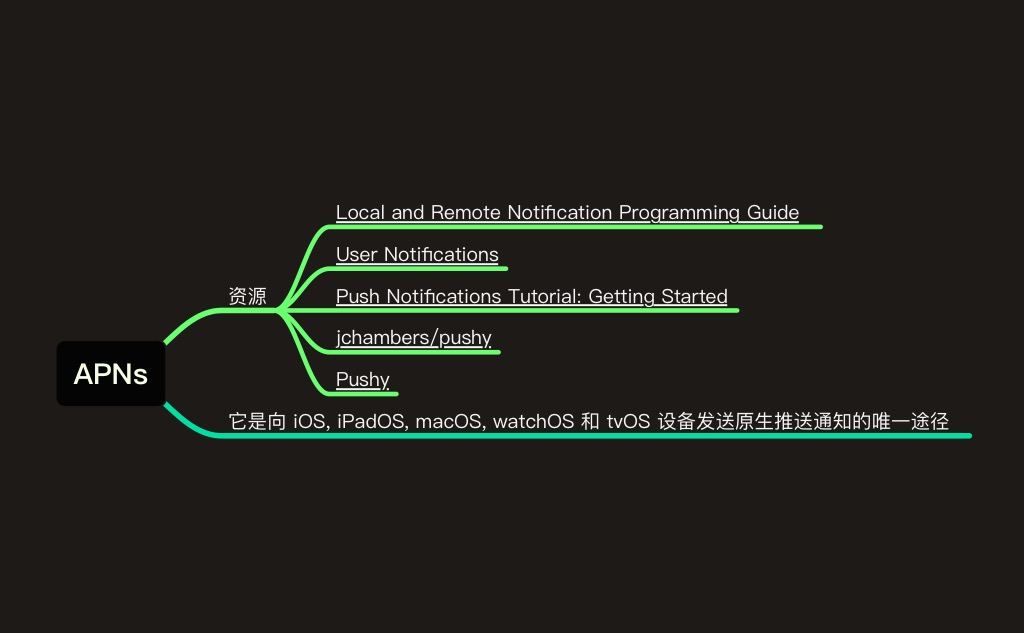 Local and Remote Notification Programming Guide
User Notifications
资源
Push Notifications Tutorial: Getting Started
jchambers/pushy
APNs
Pushy
它是向 iOS, iPadOS, macOS, watchOS 和 tvOS 设备发送原生推送通知的唯一途径